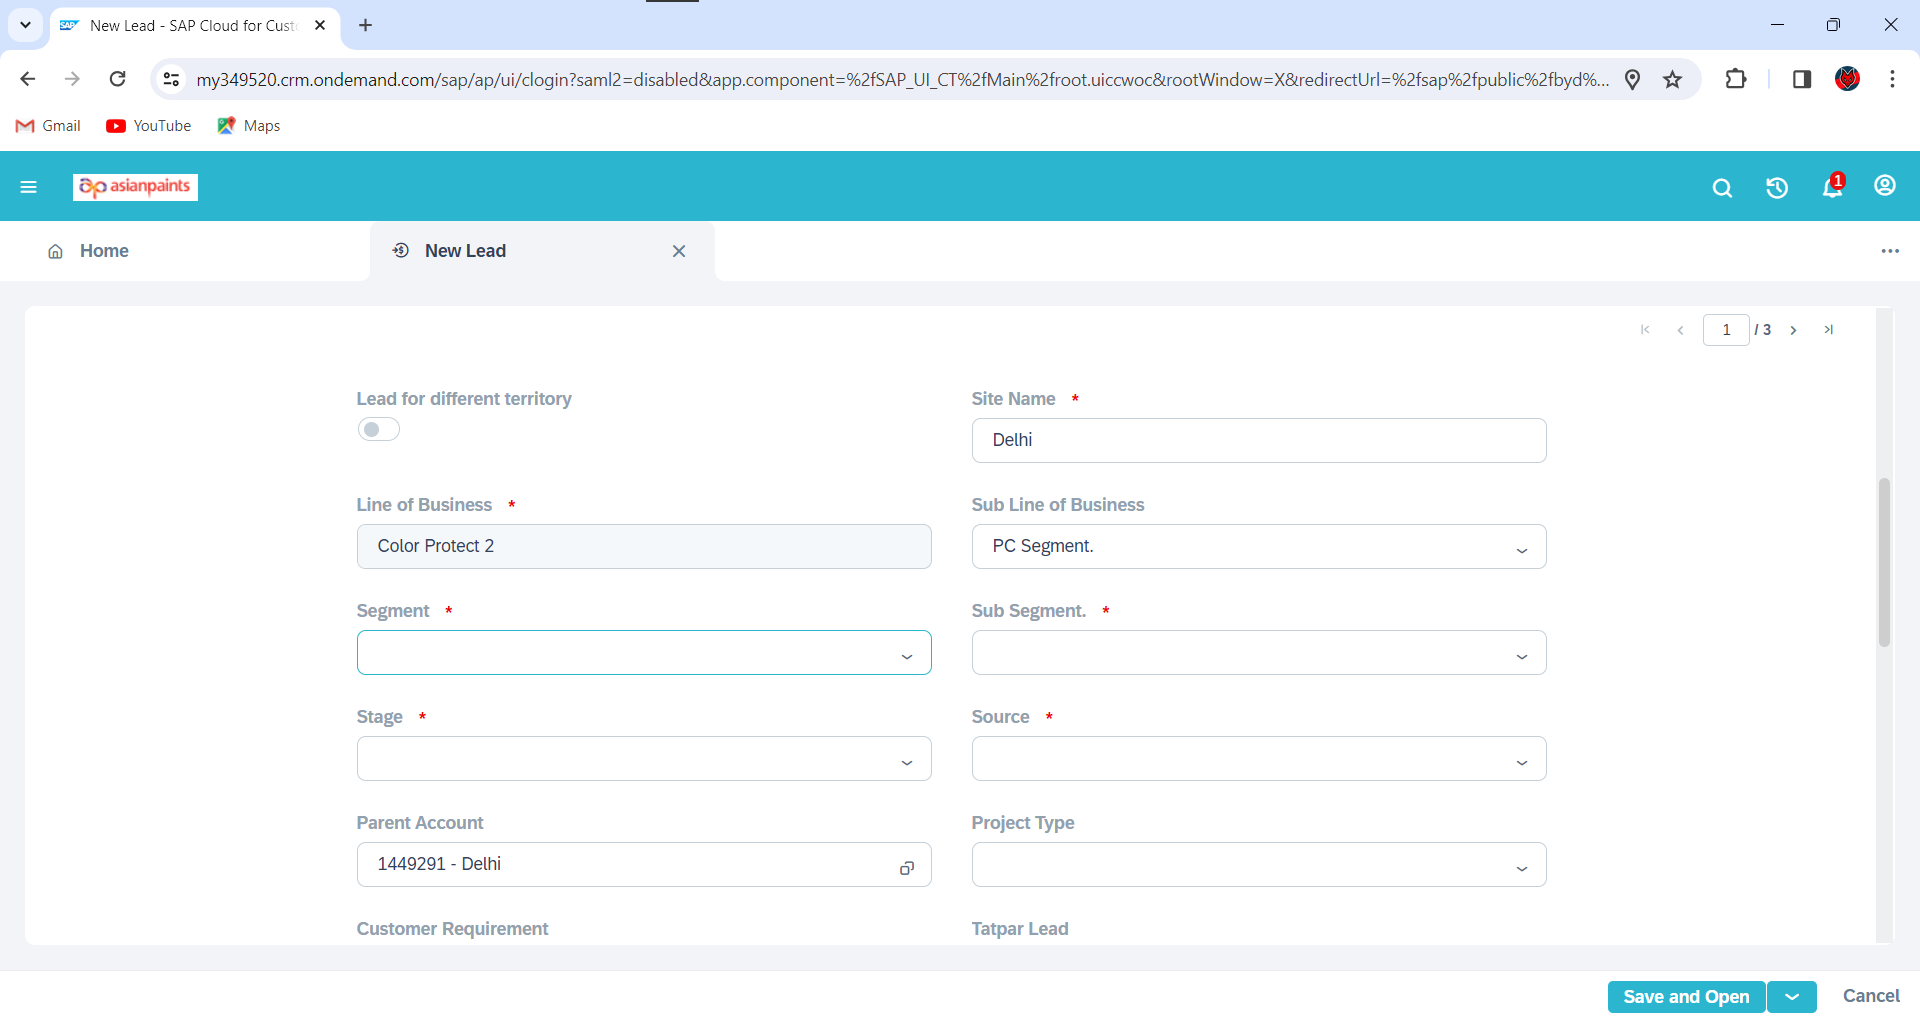 New Lead - SAP Cloud for Cust
my349520.crm.ondemand.com/sap/ap/ui/clogin?saml2=disabled&app.component=%2fSAP_UI_CT%2fMain%2froot.uiccwoc&rootWindow=X&redirectUrl=%2fsap%2fpublic%2fbyd%...
Gmail YouTube Maps
asianpaints
1
Home New Lead
1 / 3
Lead for different territory
Site Name *
Delhi
Line of Business *
Color Protect 2
Sub Line of Business
PC Segment.
Segment *
Sub Segment. *
Stage *
Source *
Parent Account
1449291 - Delhi
Project Type
Customer Requirement
Tatpar Lead
Save and Open Cancel